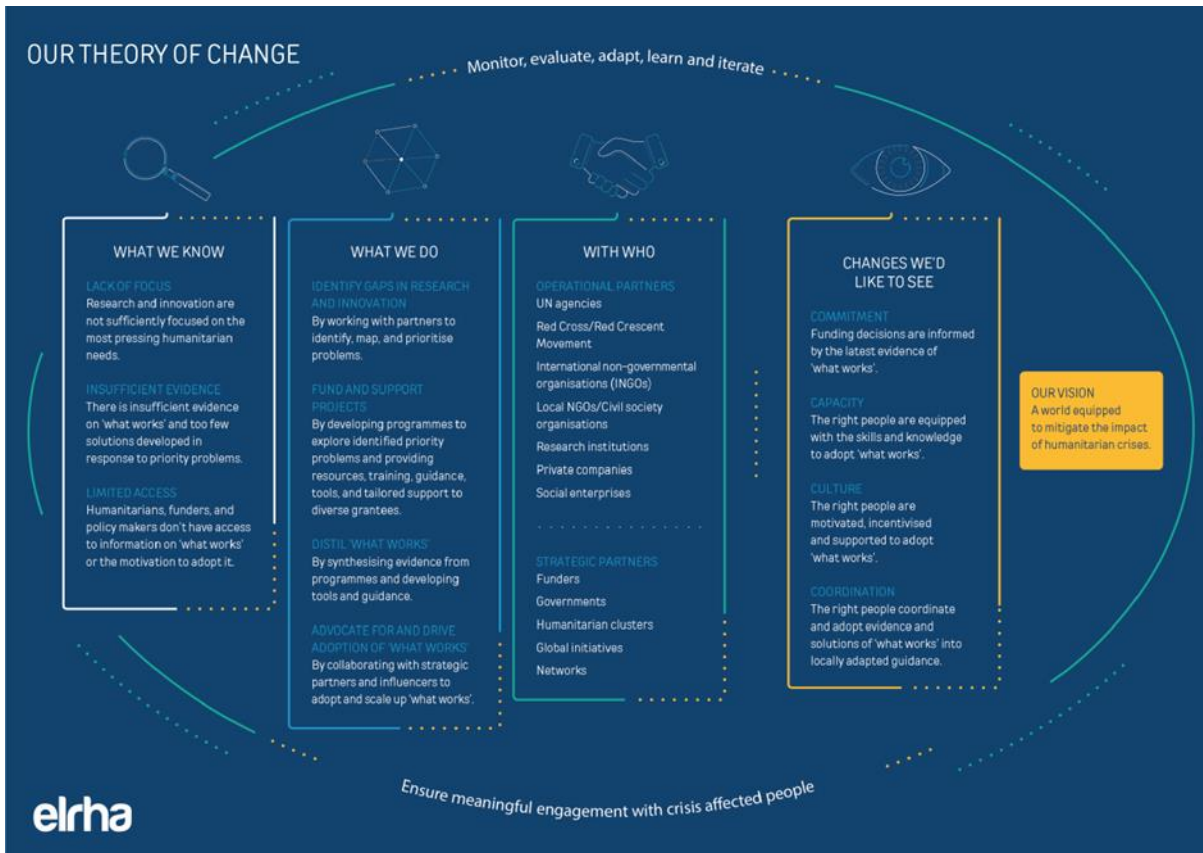 OUR THEORY OF CHANGE
Monitor, evaluate, adapt, learn and iterate
WHAT WE KNOW
LACK OF FOCUS
Research and innovation are
not sufficiently focused on the
most pressing humanitarian
needs.
INSUFFICIENT EVIDENCE
There is insufficient evidence
on 'what works' and too few
solutions developed in
response to priority problems.
LIMITED ACCESS
Humanitarians, funders, and
policy makers don't have access
to information on 'what works'
or the motivation to adopt it.
WHAT WE DO
IDENTIFY GAPS IN RESEARCH
AND INNOVATION
By working with partners to
identify, map, and prioritise
problems.
FUND AND SUPPORT
PROJECTS
By developing programmes to
explore identified priority
problems and providing
resources, training, guidance,
tools, and tailored support to
diverse grantees.
DISTIL 'WHAT WORKS'
By synthesising evidence from
programmes and developing
tools and guidance.
ADVOCATE FOR AND DRIVE
ADOPTION OF 'WHAT WORKS'
By collaborating with strategic
partners and influencers to
adopt and scale up 'what works'.
WITH WHO
OPERATIONAL PARTNERS
UN agencies
Red Cross/Red Crescent
Movement
International non-governmental
organisations (INGOs)
Local NGOs/Civil society
organisations
Research institutions
Private companies
Social enterprises
STRATEGIC PARTNERS
Funders
Governments
Humanitarian clusters
Global initiatives
Networks
CHANGES WE'D
LIKE TO SEE
COMMITMENT
Funding decisions are informed
by the latest evidence of
'what works'.
CAPACITY
The right people are equipped
with the skills and knowledge
to adopt 'what works'.
CULTURE
The right people are
motivated, incentivised
and supported to adopt
'what works'.
COORDINATION
The right people coordinate
and adopt evidence and
solutions of 'what works' into
locally adapted guidance.
OUR VISION
A world equipped
to mitigate the impact
of humanitarian crises.
Ensure meaningful engagement with crisis affected people
elrha